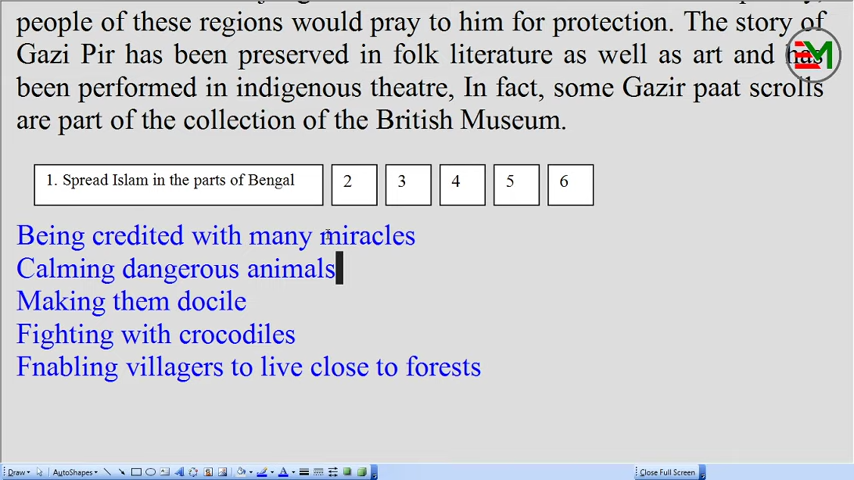 people of these regions would pray to him for protection. The story of
Gazi Pir has been preserved in folk literature as well as art and has
been performed in indigenous theatre, In fact, some Gazir paat scrolls
are part of the collection of the British Museum.
1. Spread Islam in the parts of Bengal 2 3 4 5 6
Being credited with many miracles
Calming dangerous animals
Making them docile
Fighting with crocodiles
Fnabling villagers to live close to forests
Draw AutoShapes Close Full Screen